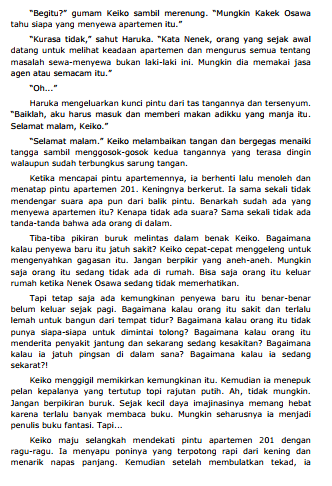 "Begitu?" gumam Keiko sambil merenung. "Mungkin Kakek Osawa
tahu siapa yang menyewa apartemen itu."
"Kurasa tidak," sahut Haruka. "Kata Nenek, orang yang sejak awal
datang untuk melihat keadaan apartemen dan mengurus semua tentang
masalah sewa-menyewa bukan laki-laki ini. Mungkin dia memakai jasa
agen atau semacam itu."
"Oh..."
Haruka mengeluarkan kunci pintu dari tas tangannya dan tersenyum.
"Baiklah, aku harus masuk dan memberi makan adikku yang manja itu.
Selamat malam, Keiko."
"Selamat malam." Keiko melambaikan tangan dan bergegas menaiki
tangga sambil menggosok-gosok kedua tangannya yang terasa dingin
walaupun sudah terbungkus sarung tangan.
Ketika mencapai pintu apartemennya, ia berhenti lalu menoleh dan
menatap pintu apartemen 201. Keningnya berkerut. Ia sama sekali tidak
mendengar suara apa pun dari balik pintu. Benarkah sudah ada yang
menyewa apartemen itu? Kenapa tidak ada suara? Sama sekali tidak ada
tanda-tanda bahwa ada orang di dalam.
Tiba-tiba pikiran buruk melintas dalam benak Keiko. Bagaimana
kalau penyewa baru itu jatuh sakit? Keiko cepat-cepat menggeleng untuk
mengenyahkan gagasan itu. Jangan berpikir yang aneh-aneh. Mungkin
saja orang itu sedang tidak ada di rumah. Bisa saja orang itu keluar
rumah ketika Nenek Osawa sedang tidak memerhatikan.
Tapi tetap saja ada kemungkinan penyewa baru itu benar-benar
belum keluar sejak pagi. Bagaimana kalau orang itu sakit dan terlalu
lemah untuk bangun dari tempat tidur? Bagaimana kalau orang itu tidak
punya siapa-siapa untuk dimintai tolong? Bagaimana kalau orang itu
menderita penyakit jantung dan sekarang sedang kesakitan? Bagaimana
kalau ia jatuh pingsan di dalam sana? Bagaimana kalau ia sedang
sekarat?!
Keiko menggigil memikirkan kemungkinan itu. Kemudian ia menepuk
pelan kepalanya yang tertutup topi rajutan putih. Ah, tidak mungkin.
Jangan berpikiran buruk. Sejak kecil daya imajinasinya memang hebat
karena terlalu banyak membaca buku. Mungkin seharusnya ia menjadi
penulis buku fantasi. Tapi...
Keiko maju selangkah mendekati pintu apartemen 201 dengan
ragu-ragu. Ia menyapu poninya yang terpotong rapi dari kening dan
menarik napas panjang. Kemudian setelah membulatkan tekad, ia